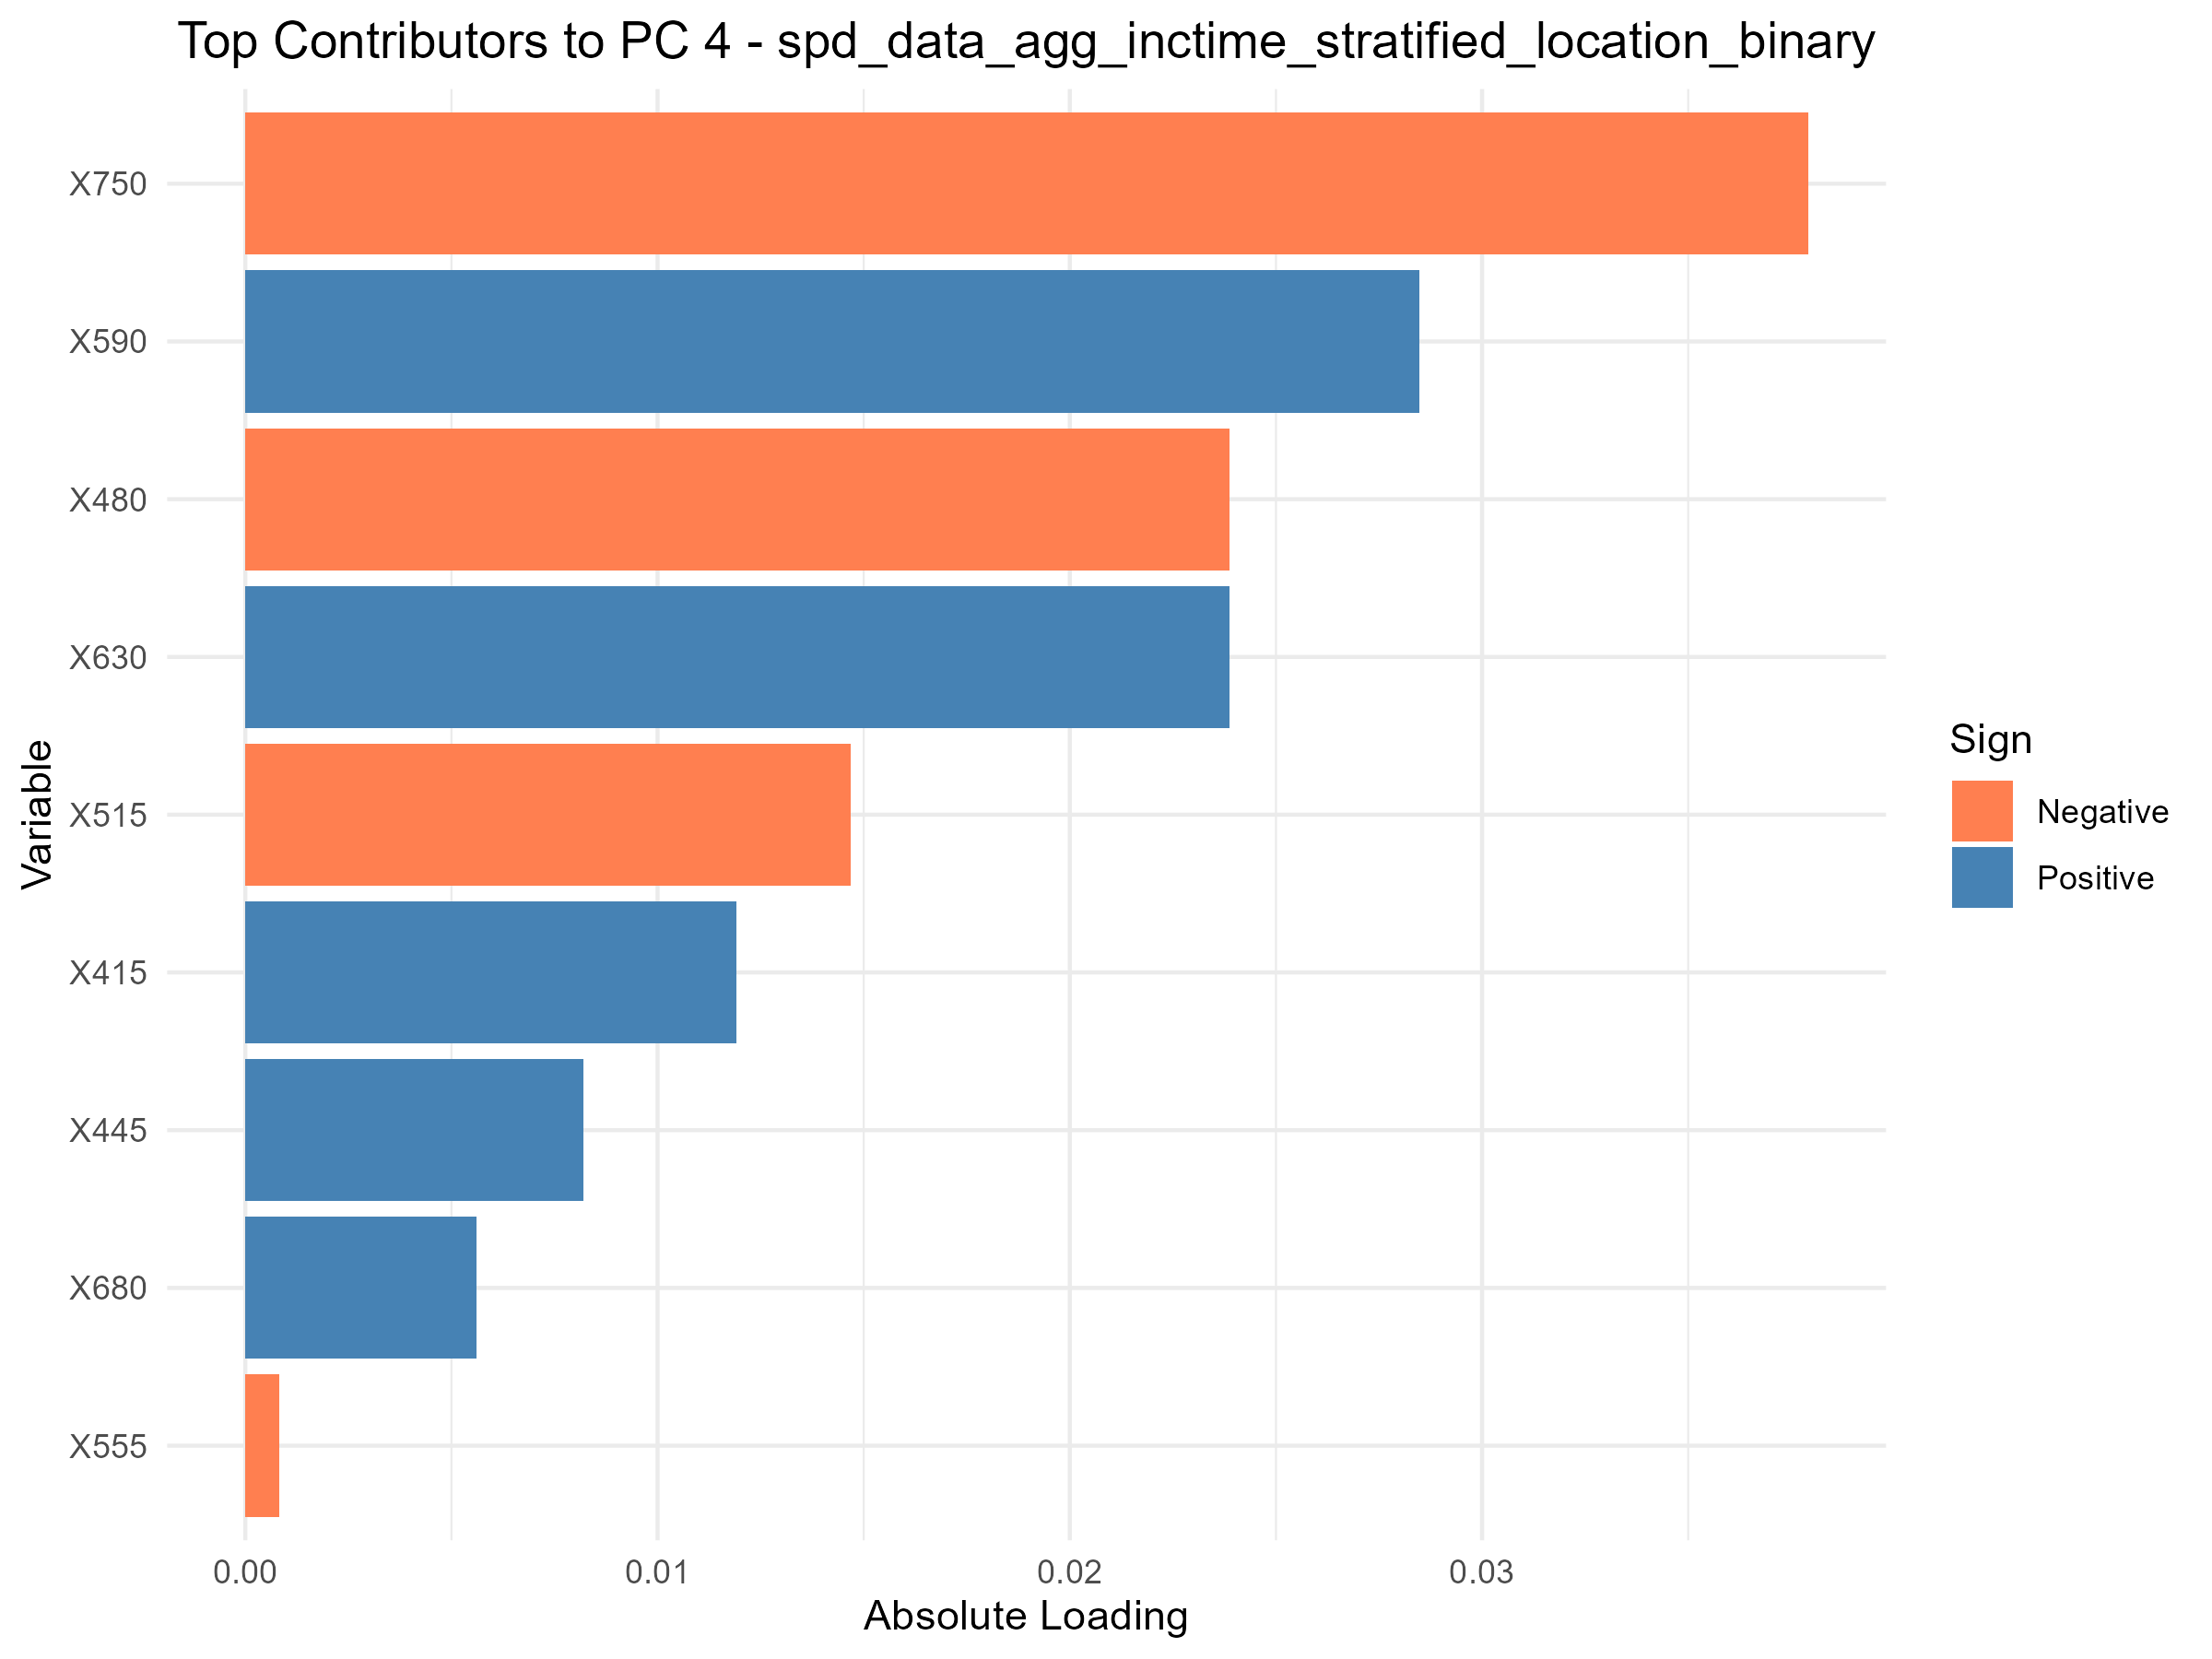 Top Contributors to PC 4 - spd_data_agg_inctime_stratified_location_binary
X750
X590
X480
X630
X515
X415
X445
X680
X555
Variable
0.00 0.01 0.02 0.03
Absolute Loading
Sign
Negative
Positive